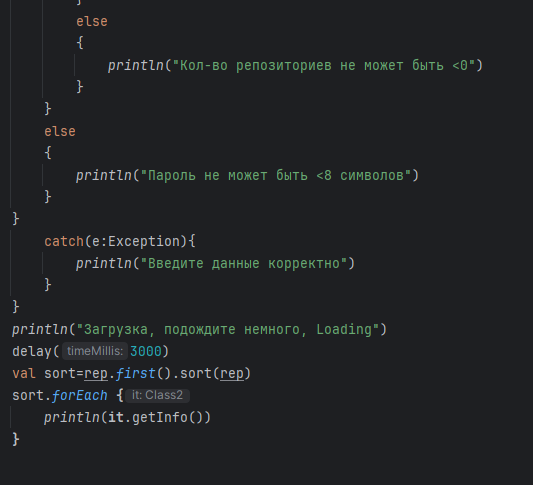 }
else
{
println("Кол-во репозиториев не может быть <0")
}
}
else
{
println("Пароль не может быть <8 символов")
}
}
catch(e:Exception){
println("Введите данные корректно")
}
}
println("Загрузка, подождите немного, Loading")
delay( timeMillis: 3000)
val sort=rep.first().sort(rep)
sort.forEach { it: Class2
println(it.getInfo())
}